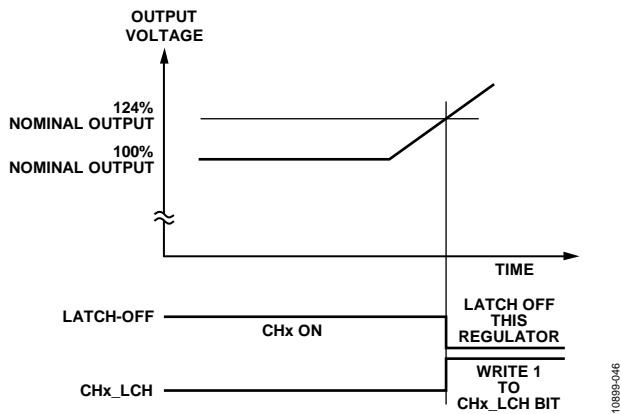 OUTPUT
VOLTAGE
124%
NOMINAL OUTPUT
100%
NOMINAL OUTPUT
TIME
LATCH-OFF
CHx ON
LATCH OFF
THIS
REGULATOR
CHx_LCH
WRITE 1
TO
CHx_LCH BIT
10899-046